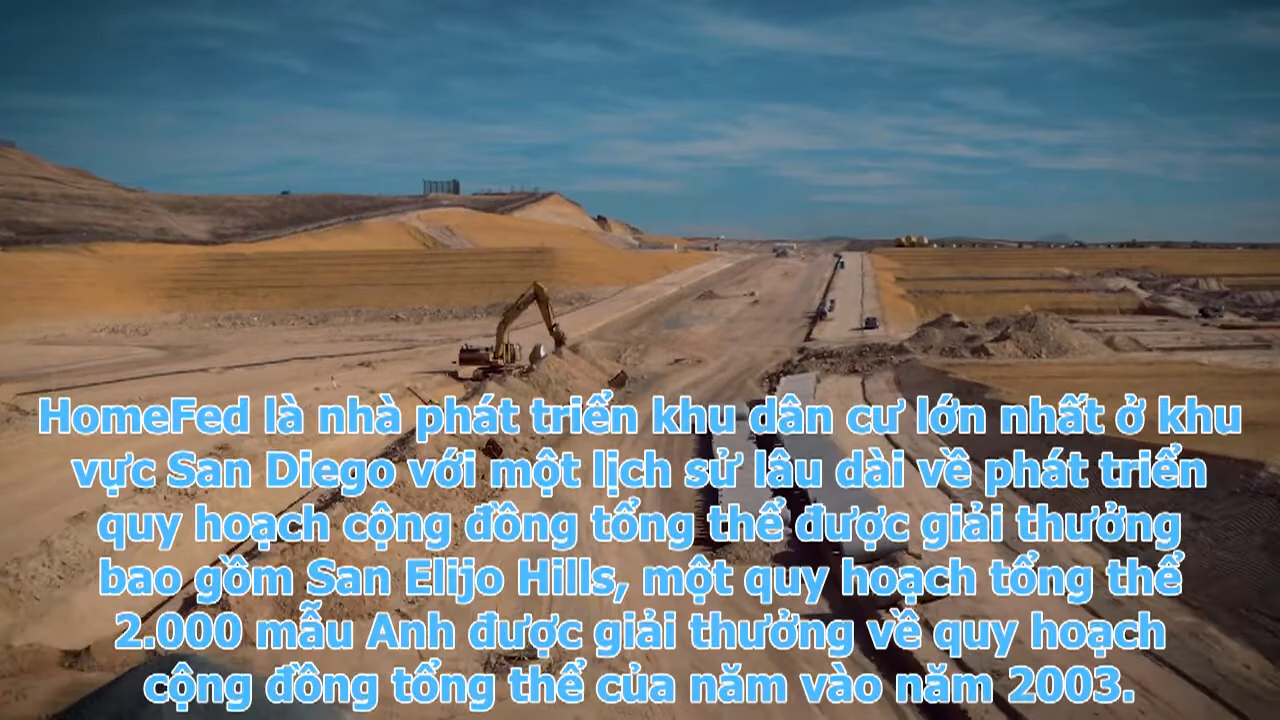 HomeFed là nhà phát triển khu dân cư lớn nhất ở khu
vực San Diego với một lịch sử lâu dài về phát triển
quy hoạch cộng đồng tổng thể được giải thưởng
bao gồm San Elijo Hills, một quy hoạch tổng thể
2.000 mẫu Anh được giải thưởng về quy hoạch
cộng đồng tổng thể của năm vào năm 2003.